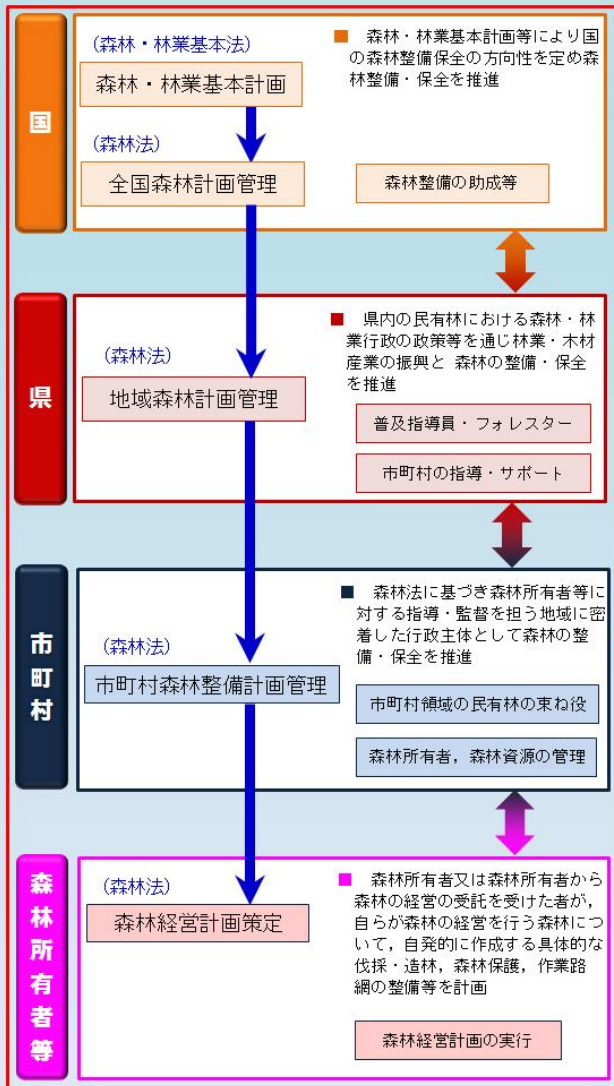 国
(森林・林業基本法)
森林・林業基本計画
(森林法)
全国森林計画管理
■ 森林・林業基本計画等により国
の森林整備保全の方向性を定め森
林整備・保全を推進
森林整備の助成等
県
(森林法)
地域森林計画管理
■ 県内の民有林における森林・林
業行政の政策等を通じ林業・木材
産業の振興と 森林の整備・保全
を推進
普及指導員・フォレスター
市町村の指導・サポート
市町村
(森林法)
市町村森林整備計画管理
■ 森林法に基づき森林所有者等に
対する指導・監督を担う地域に密
着した行政主体として森林の整
備・保全を推進
市町村領域の民有林の束ね役
森林所有者，森林資源の管理
森林所有者等
(森林法)
森林経営計画策定
■ 森林所有者又は森林所有者から
森林の経営の受託を受けた者が，
自らが森林の経営を行う森林につ
いて，自発的に作成する具体的な
伐採・造林，森林保護，作業路
網の整備等を計画
森林経営計画の実行